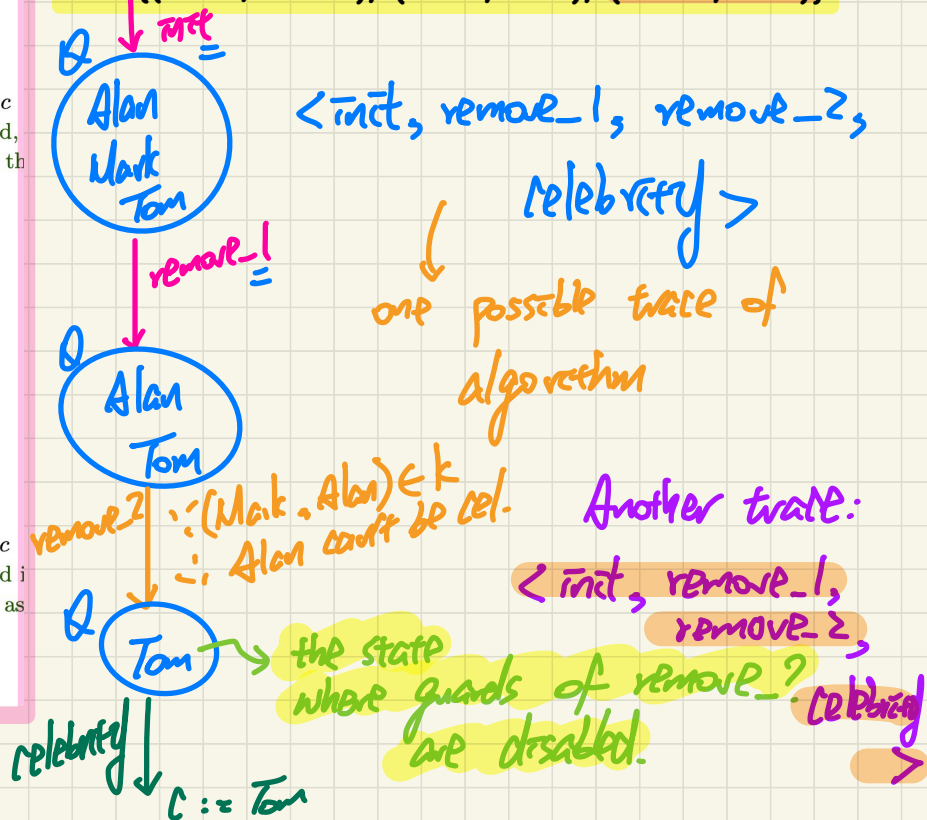 init
Q
Alan
Mark
Tom
c
d,
th
<init, remove_1, remove_2,
celebrity>
remove_1
one possible trace of
algorithm
Q
Alan
Tom
remove_2 ∵ (Mark, Alan) ∈ k
∴ Alan can't be cel.
Another trace:
<init, remove_1,
remove_2,
celebrity
>
c
d i
as
Q
Tom
the state
where guards of remove_?
are disabled.
celebrity
C := Tom